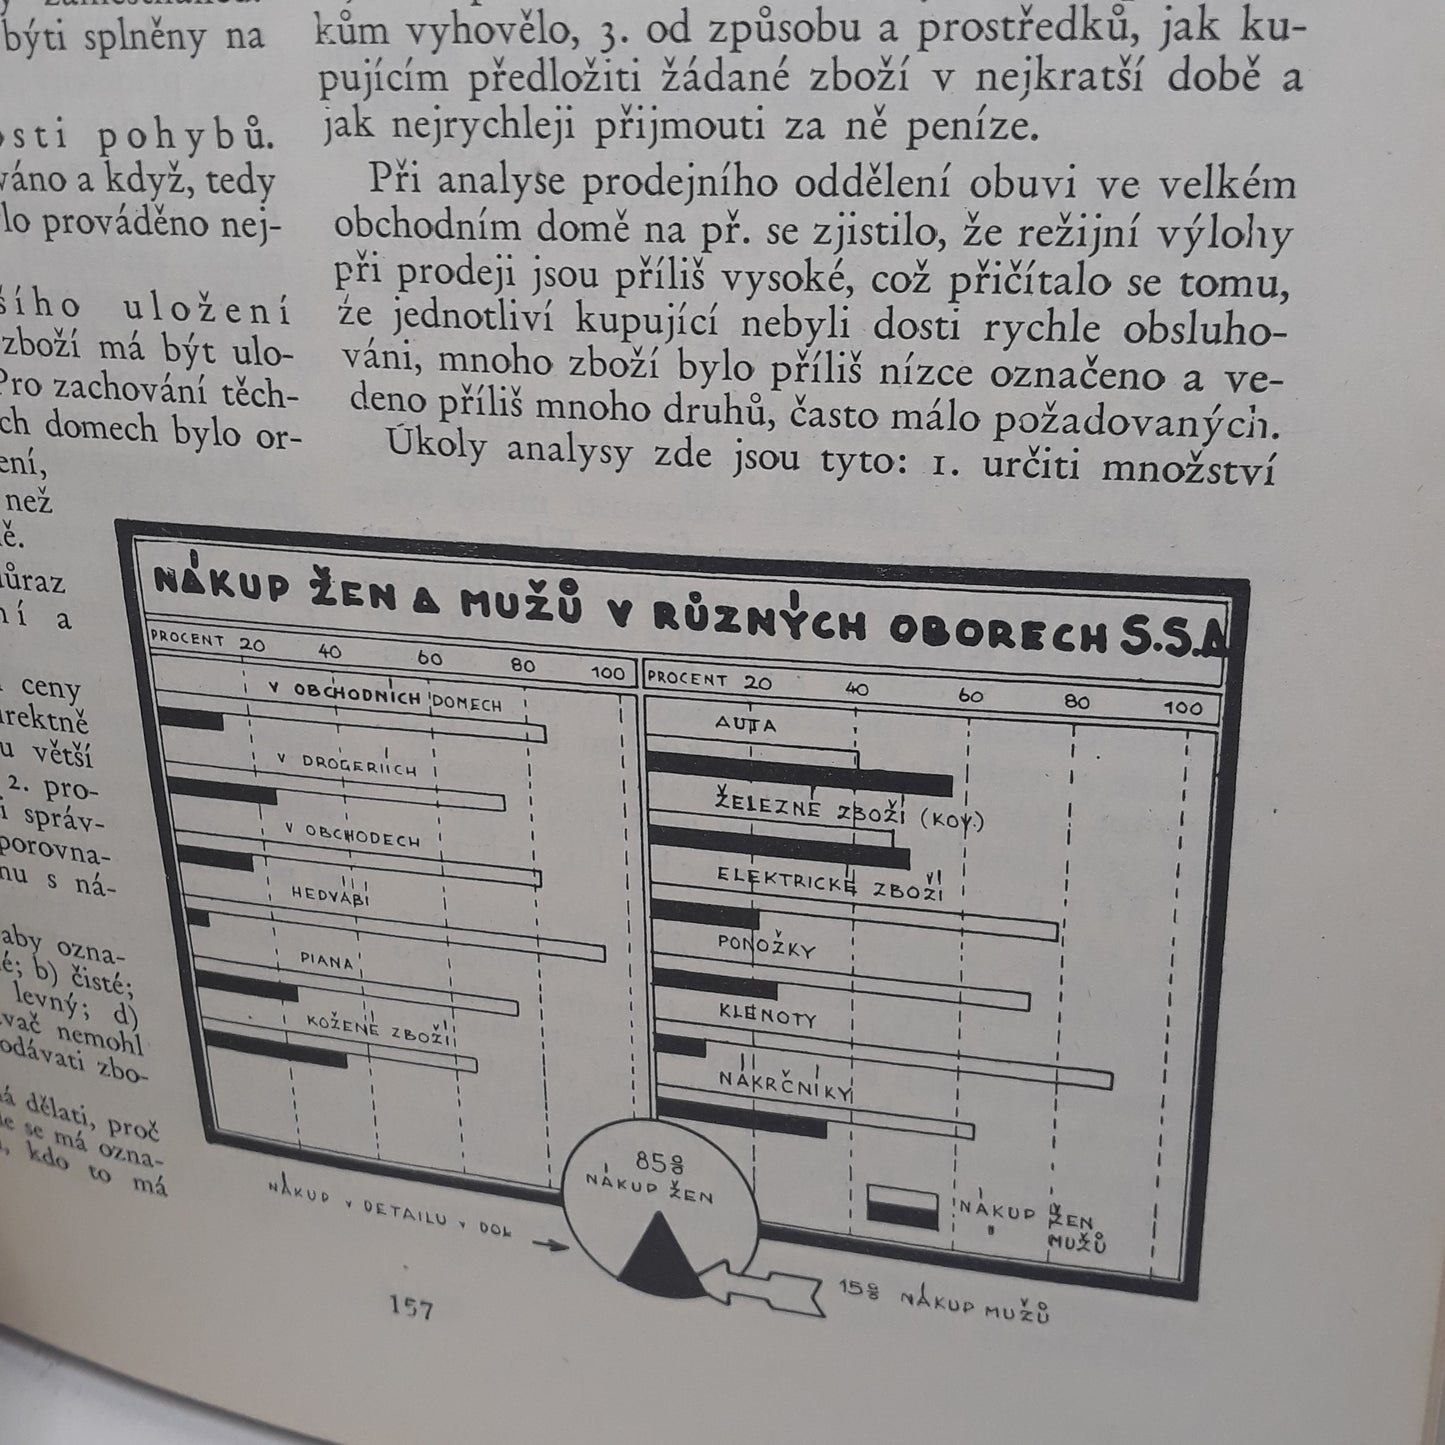 býti splněny na
osti pohybů.
váno a když, tedy
lo prováděno nej-
šího uložení
zboží má být ulo-
Pro zachování těch-
ch domech bylo or-
ení,
než
ě.
důraz
ní a
ceny
irektně
u větší
2. pro-
i správ-
porovna-
nu s ná-
aby ozna-
é; b) čisté;
levný; d)
vač nemohl
odávati zbo-
á dělati, proč
de se má ozna-
, kdo to má
kům vyhovělo, 3. od způsobu a prostředků, jak ku-
pujícím předložiti žádané zboží v nejkratší době a
jak nejrychleji přijmouti za ně peníze.
Při analyse prodejního oddělení obuvi ve velkém
obchodním domě na př. se zjistilo, že režijní výlohy
při prodeji jsou příliš vysoké, což přičítalo se tomu,
že jednotliví kupující nebyli dosti rychle obsluho-
váni, mnoho zboží bylo příliš nízce označeno a ve-
deno příliš mnoho druhů, často málo požadovaných.
Úkoly analysy zde jsou tyto: 1. určiti množství
NÁKUP ŽEN A MUŽŮ V RŮZNÝCH OBORECH S.S.A
PROCENT 20 40 60 80 100
V OBCHODNÍCH DOMECH
V DROGERIÍCH
V OBCHODECH
HEDVÁBÍ
PIANA
KOŽENÉ ZBOŽÍ
PROCENT 20 40 60 80 100
AUTA
ŽELEZNÉ ZBOŽÍ (KOV.)
ELEKTRICKÉ ZBOŽÍ
PONOŽKY
KLENOTY
NÁKRČNÍKY
NÁKUP ŽEN
" MUŽŮ
85%
NÁKUP ŽEN
NÁKUP V DETAILU V DOL
15% NÁKUP MUŽŮ
157